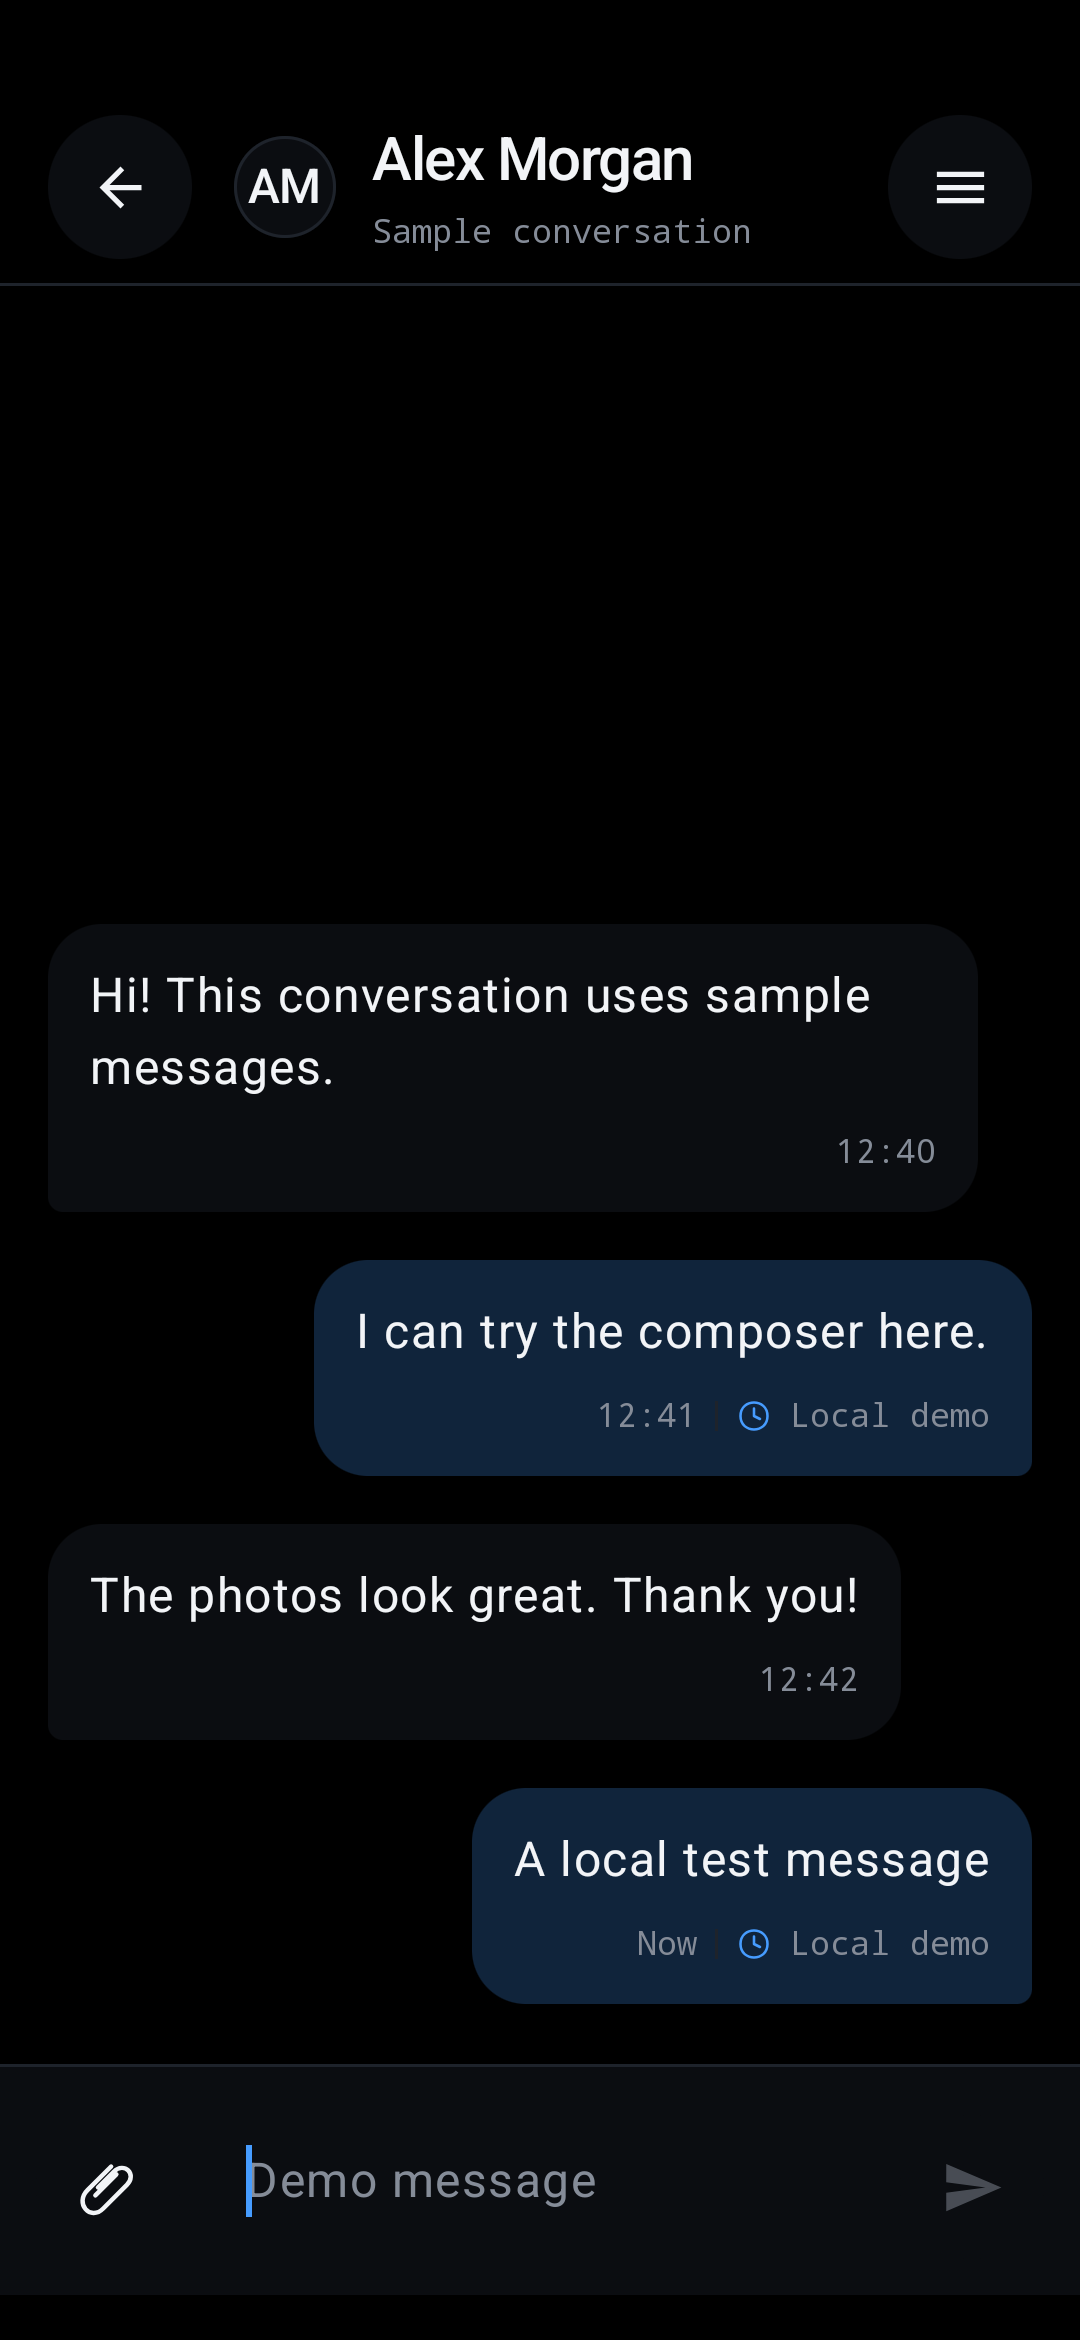 AM
Alex Morgan
Sample conversation
Hi! This conversation uses sample
messages.
12:40
I can try the composer here.
12:41 Local demo
The photos look great. Thank you!
12:42
A local test message
Now Local demo
Demo message